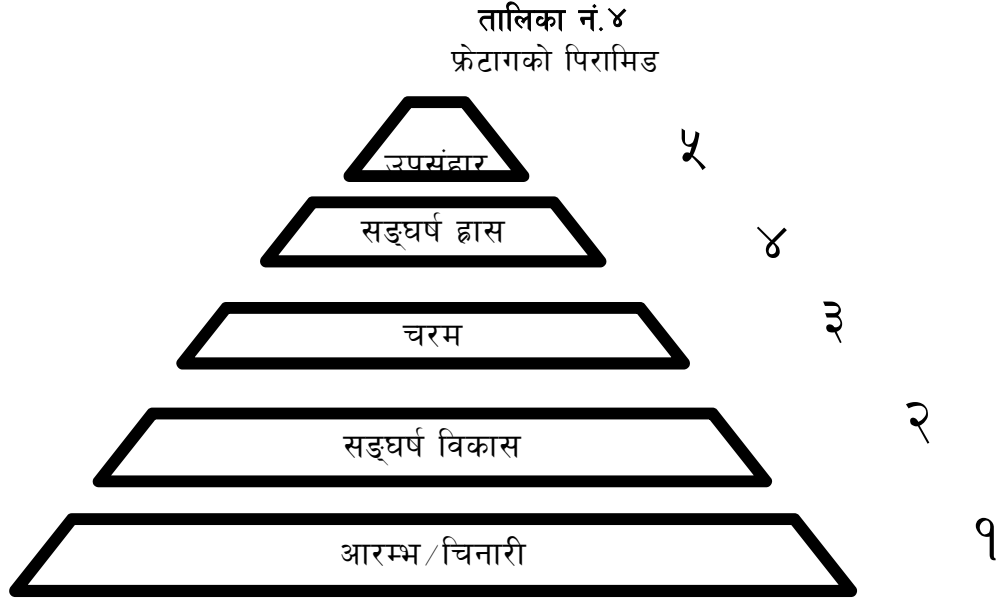 तालिका नं.४
फ्रेटागको पिरामिड
उपसंहार ५
सङ्घर्ष ह्रास ४
चरम ३
सङ्घर्ष विकास २
आरम्भ/चिनारी १